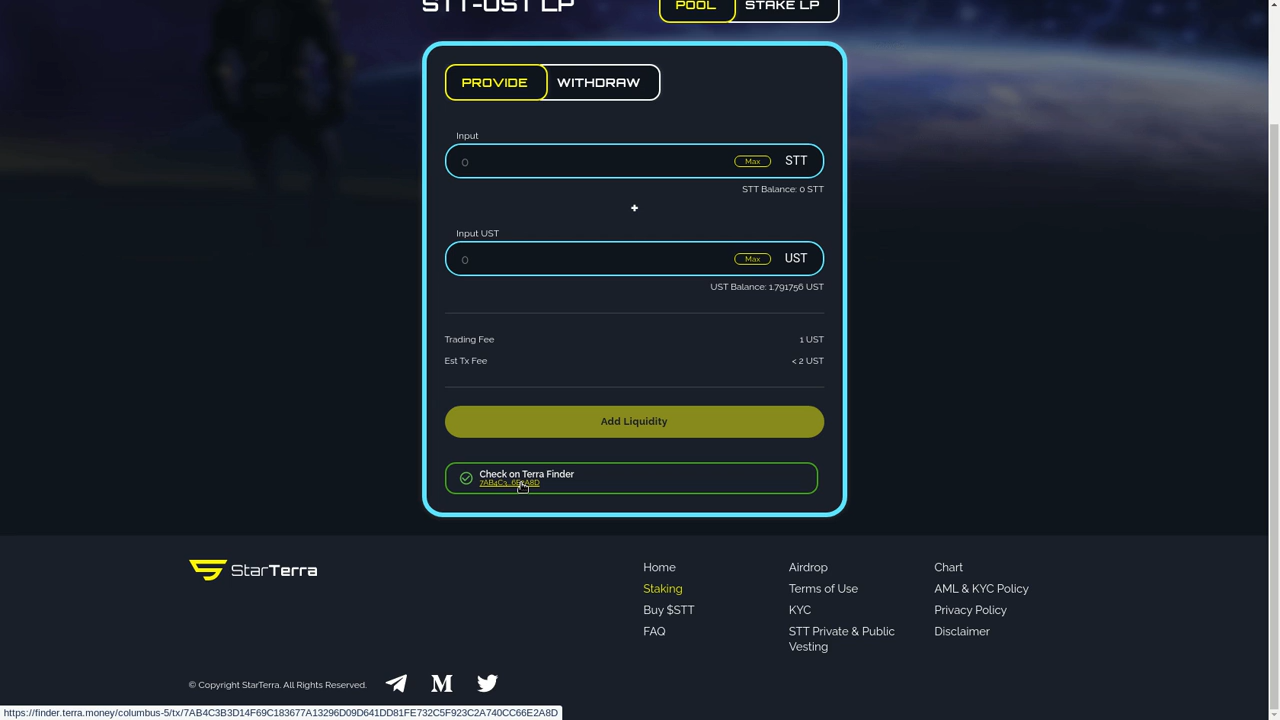 STT-UST LP
POOL
STAKE LP
PROVIDE
WITHDRAW
Input
0
Max
STT
STT Balance: 0 STT
+
Input UST
0
Max
UST
UST Balance: 1.791756 UST
Trading Fee
1 UST
Est Tx Fee
< 2 UST
Add Liquidity
Check on Terra Finder
StarTerra
Home
Airdrop
Chart
Staking
Terms of Use
AML & KYC Policy
Buy $STT
KYC
Privacy Policy
FAQ
STT Private & Public
Vesting
Disclaimer
© Copyright StarTerra. All Rights Reserved.
https://finder.terra.money/columbus-5/tx/7AB4C3B3D14F69C183677A13296D09D641DD81FE732C5F923C2A740CC66E2A8D